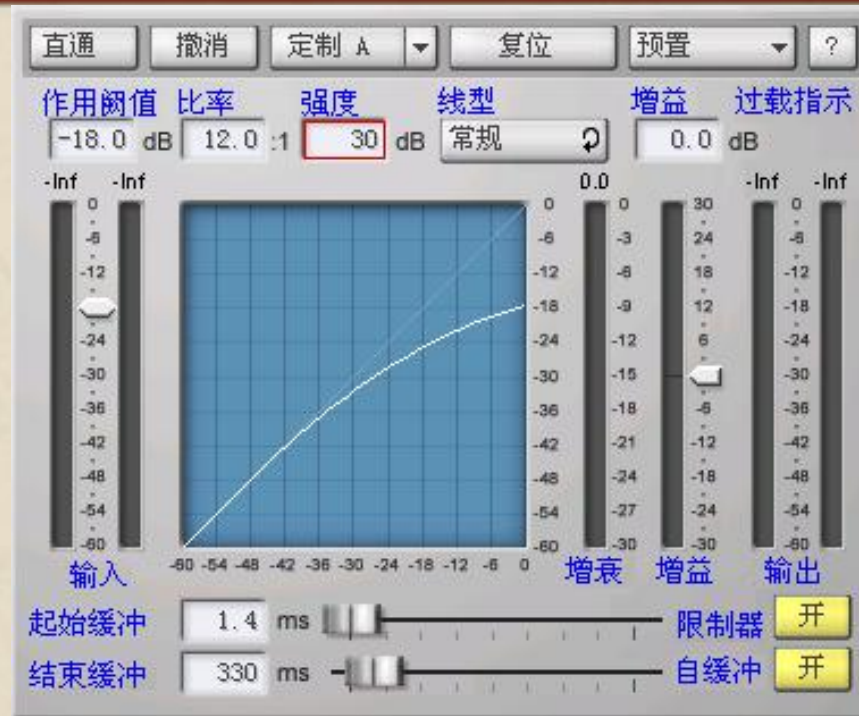 直通 撤消 定制 A 复位 预置 ?
作用阙值 比率 强度 线型 增益 过载指示
-18.0 dB 12.0 :1 30 dB 常规 0.0 dB
-Inf -Inf 0.0 -Inf -Inf
0 0 0 30 0
-6 -6 -3 24 -6
-12 -12 -6 18 -12
-18 -9 12 -18
-24 -24 -12 6 -24
-30 -30 -15 -30
-36 -36 -18 -6 -36
-42 -42 -21 -12 -42
-48 -48 -24 -18 -48
-54 -54 -27 -24 -54
-60 -60 -30 -30 -60
-60 -54 -48 -42 -36 -30 -24 -18 -12 -6 0
输入 增衰 增益 输出
起始缓冲 1.4 ms 限制器 开
结束缓冲 330 ms 自缓冲 开